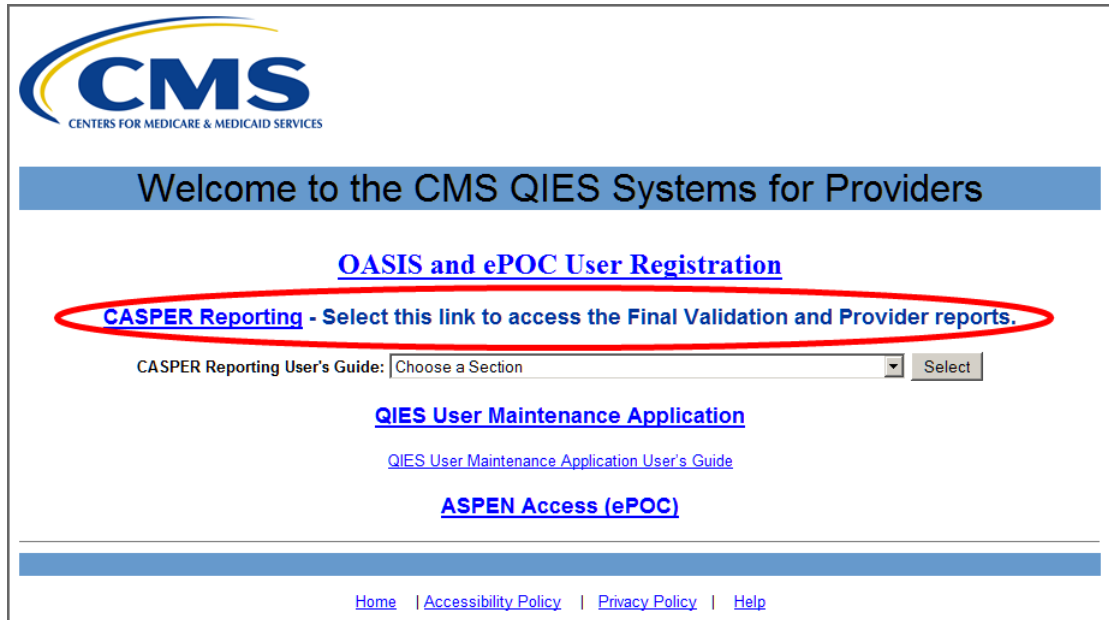 CMS
CENTERS FOR MEDICARE & MEDICAID SERVICES
Welcome to the CMS QIES Systems for Providers
OASIS and ePOC User Registration
CASPER Reporting - Select this link to access the Final Validation and Provider reports.
CASPER Reporting User's Guide: Choose a Section Select
QIES User Maintenance Application
QIES User Maintenance Application User's Guide
ASPEN Access (ePOC)
Home | Accessibility Policy | Privacy Policy | Help